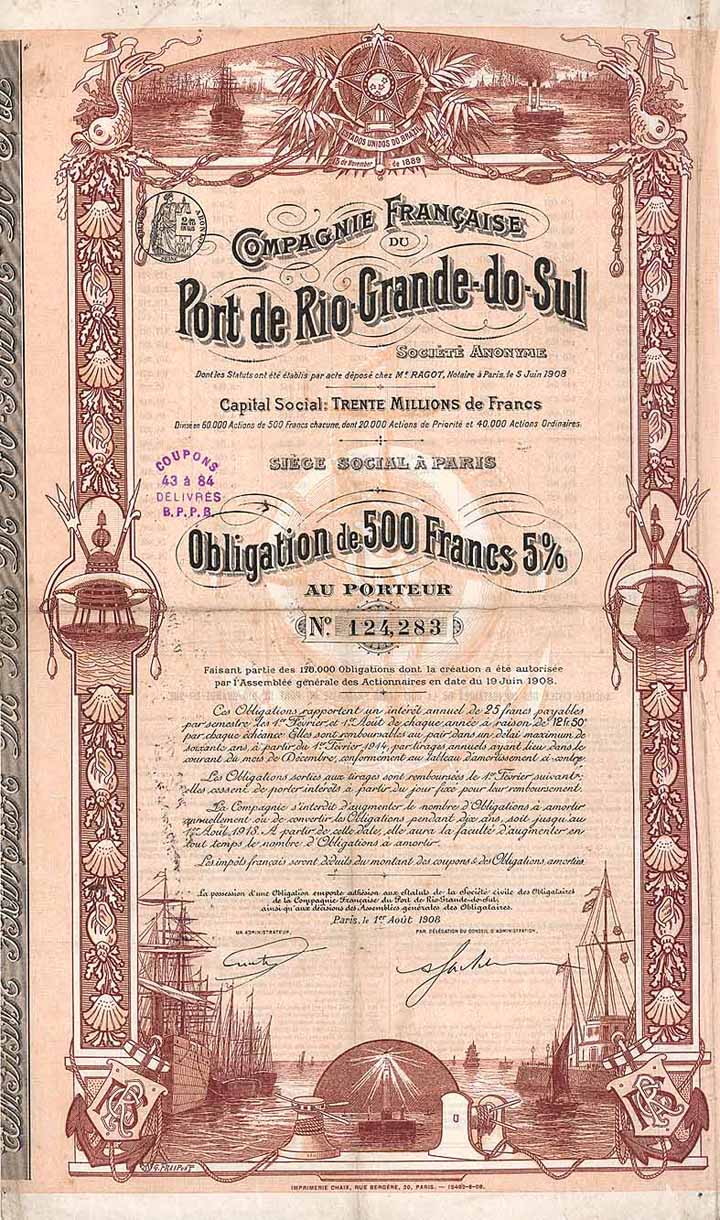 ESTADOS UNIDOS DO BRAZIL
15 de Novembro de 1889
COMPAGNIE FRANÇAISE
DU
Port de Rio-Grande-do-Sul
SOCIÉTÉ ANONYME
Dont les Statuts ont été établis par acte déposé chez Mᵉ RAGOT, Notaire à Paris, le 5 Juin 1908
Capital Social: TRENTE MILLIONS de Francs
Divisé en 60.000 Actions de 500 Francs chacune, dont 20.000 Actions de Priorité et 40.000 Actions Ordinaires.
SIÈGE SOCIAL À PARIS
COUPONS
43 à 84
DÉLIVRÉS
B.P.P.B.
Obligation de 500 Francs 5%
AU PORTEUR
Nº 124,283
Faisant partie des 170.000 Obligations dont la création a été autorisée
par l'Assemblée générale des Actionnaires en date du 19 Juin 1908.
Ces Obligations rapportent un intérêt annuel de 25 francs payables
par semestre les 1er Février et 1er Août de chaque année à raison de 12 fr. 50
par chaque échéance. Elles sont remboursables au pair dans un délai maximum de
soixante ans, à partir du 1er Février 1914, par tirages annuels ayant lieu dans le
courant du mois de Décembre, conformément au tableau d'amortissement ci-contre.
Les Obligations sorties aux tirages sont remboursées le 1er Février suivant;
elles cessent de porter intérêts à partir du jour fixé pour leur remboursement.
La Compagnie s'interdit d'augmenter le nombre d'Obligations à amortir
annuellement ou de convertir les Obligations pendant dix ans, soit jusqu'au
1er Août 1918. A partir de cette date, elle aura la faculté d'augmenter en
tout temps le nombre d'Obligations à amortir.
Les impôts français seront déduits du montant des coupons & des Obligations amorties.
La possession d'une Obligation emporte adhésion aux Statuts de la Société civile des Obligataires
de la Compagnie Française du Port de Rio-Grande-do-Sul,
ainsi qu'aux décisions des Assemblées générales des Obligataires.
Paris, le 1er Août 1908
UN ADMINISTRATEUR,
PAR DÉLÉGATION DU CONSEIL D'ADMINISTRATION,
IMPRIMERIE CHAIX, RUE BERGÈRE, 20, PARIS.